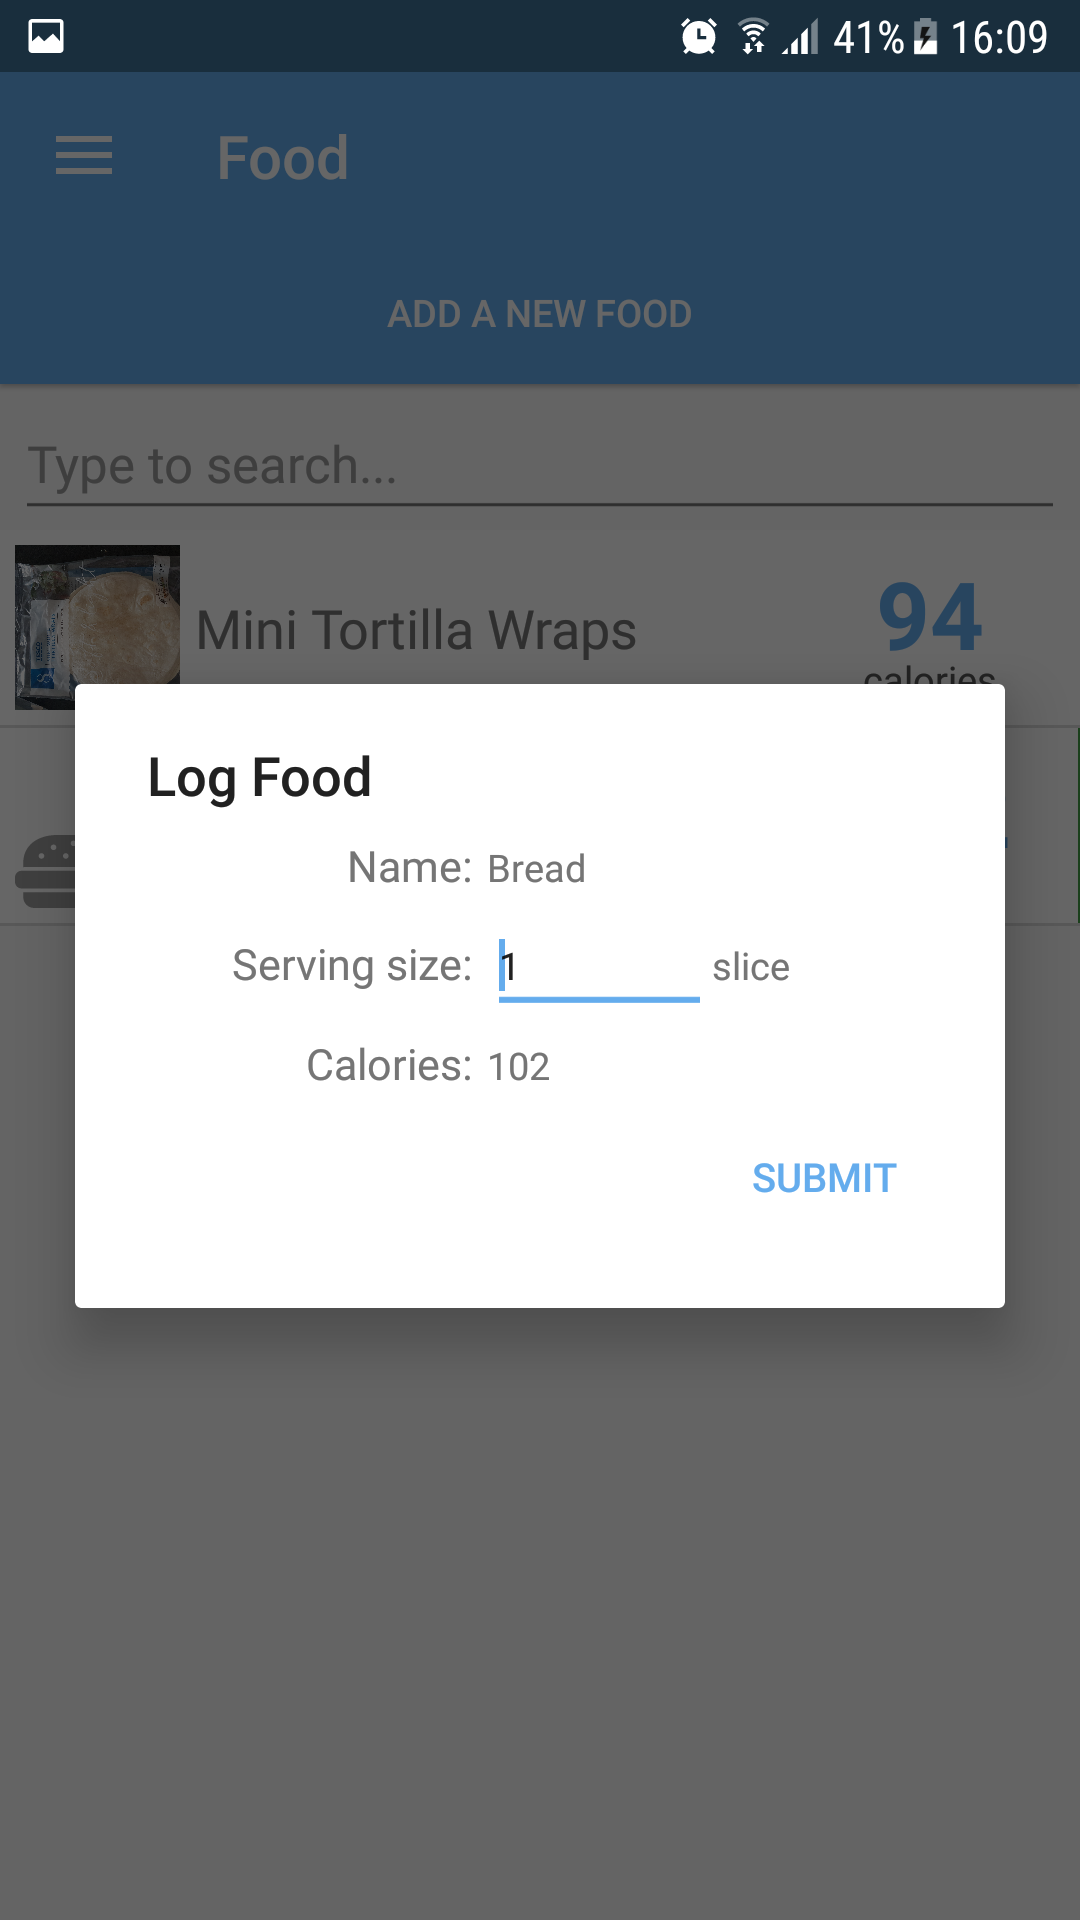 41% 16:09
Food
ADD A NEW FOOD
Type to search...
Mini Tortilla Wraps
94
calories
Log Food
Name: Bread
Serving size: 1 slice
Calories: 102
SUBMIT